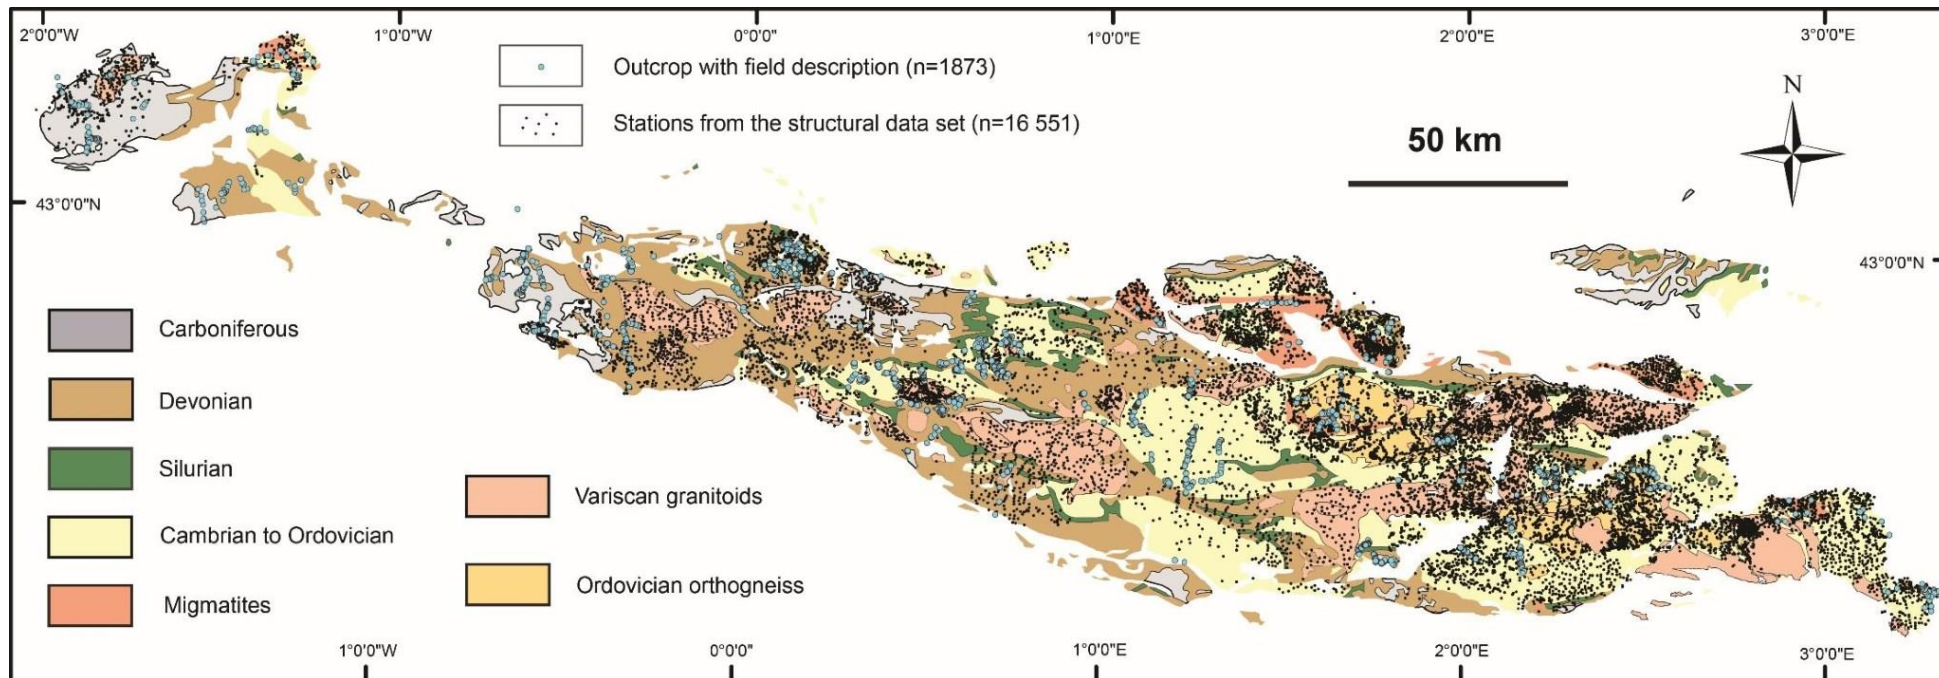 2°0'0"W
1°0'0"W
0°0'0"
1°0'0"E
2°0'0"E
3°0'0"E
Outcrop with field description (n=1873)
Stations from the structural data set (n=16 551)
50 km
N
43°0'0"N
43°0'0"N
Carboniferous
Devonian
Silurian
Cambrian to Ordovician
Migmatites
Variscan granitoids
Ordovician orthogneiss
1°0'0"W
0°0'0"
1°0'0"E
2°0'0"E
3°0'0"E